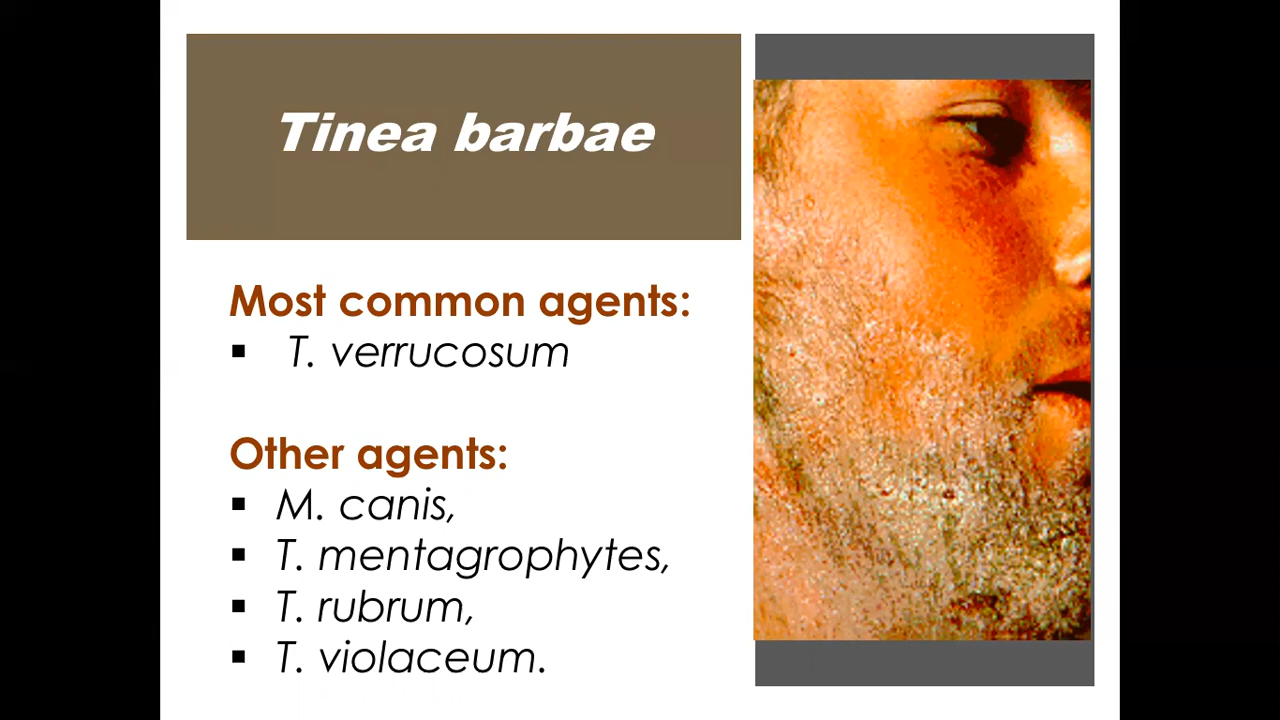 Tinea barbae
Most common agents:
▪ T. verrucosum
Other agents:
▪ M. canis,
▪ T. mentagrophytes,
▪ T. rubrum,
▪ T. violaceum.